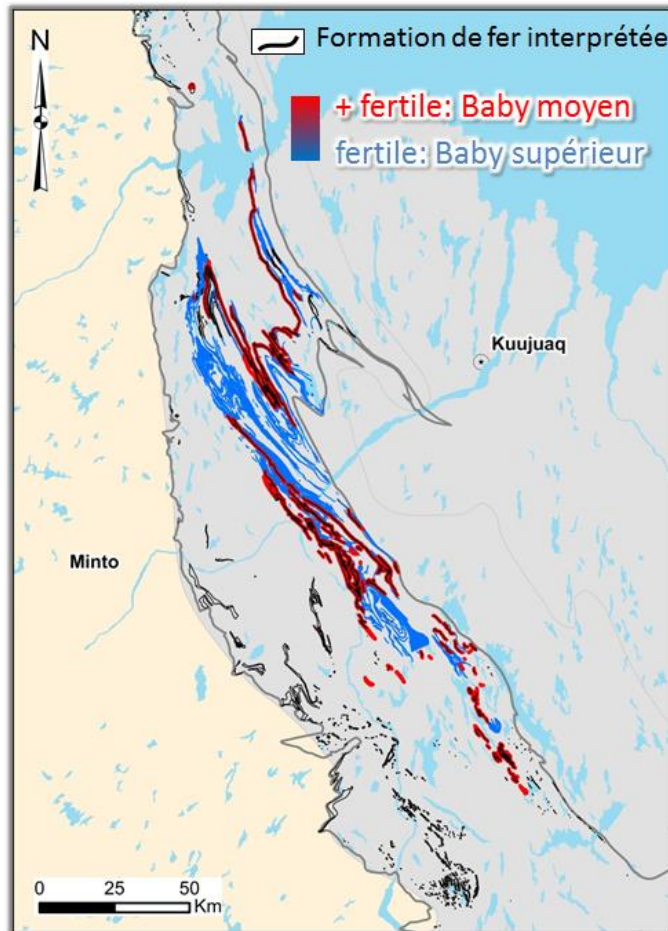 N
Formation de fer interprétée
+ fertile: Baby moyen
fertile: Baby supérieur
Kuujuaq
Minto
0 25 50
Km